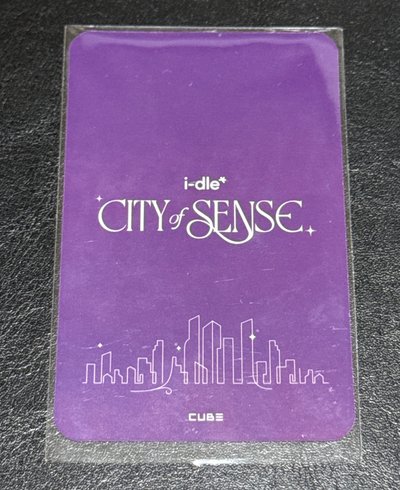 i-dle*
CITY of SENSE
CUBE